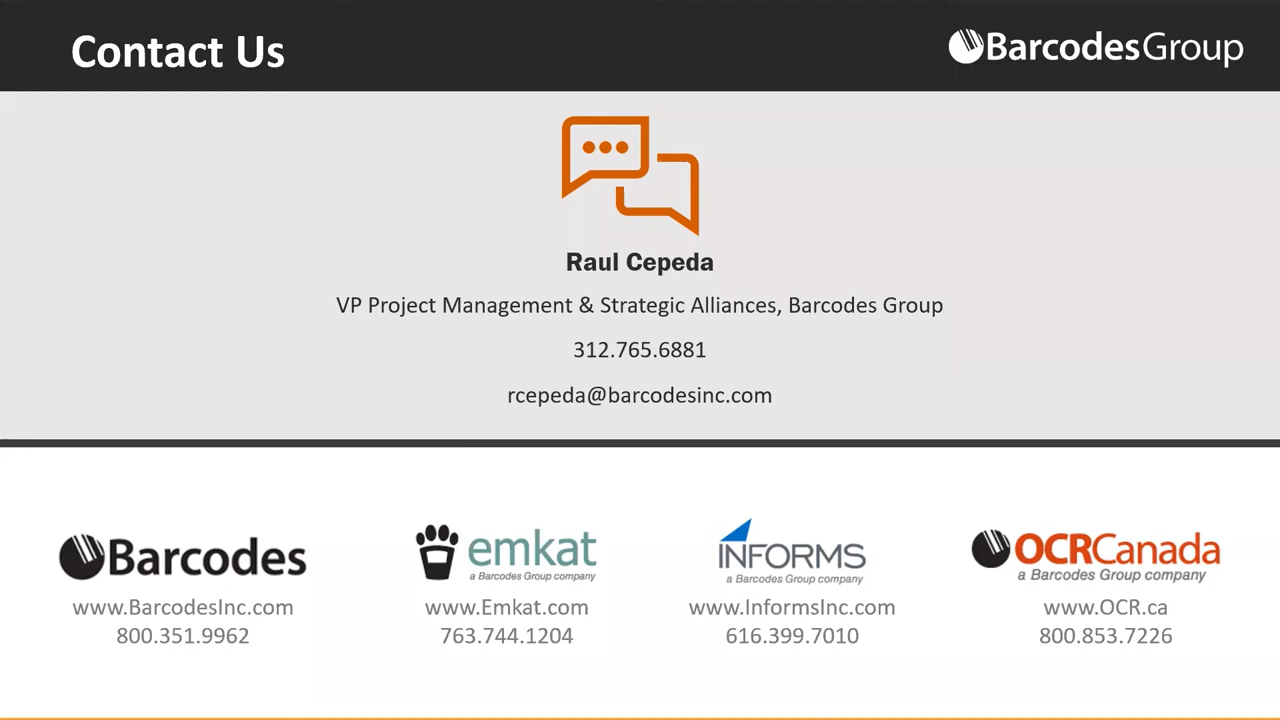 Contact Us
BarcodesGroup
Raul Cepeda
VP Project Management & Strategic Alliances, Barcodes Group
312.765.6881
rcepeda@barcodesinc.com
Barcodes
www.BarcodesInc.com
800.351.9962
emkat
a Barcodes Group company
www.Emkat.com
763.744.1204
INFORMS
a Barcodes Group company
www.InformsInc.com
616.399.7010
OCRCanada
a Barcodes Group company
www.OCR.ca
800.853.7226